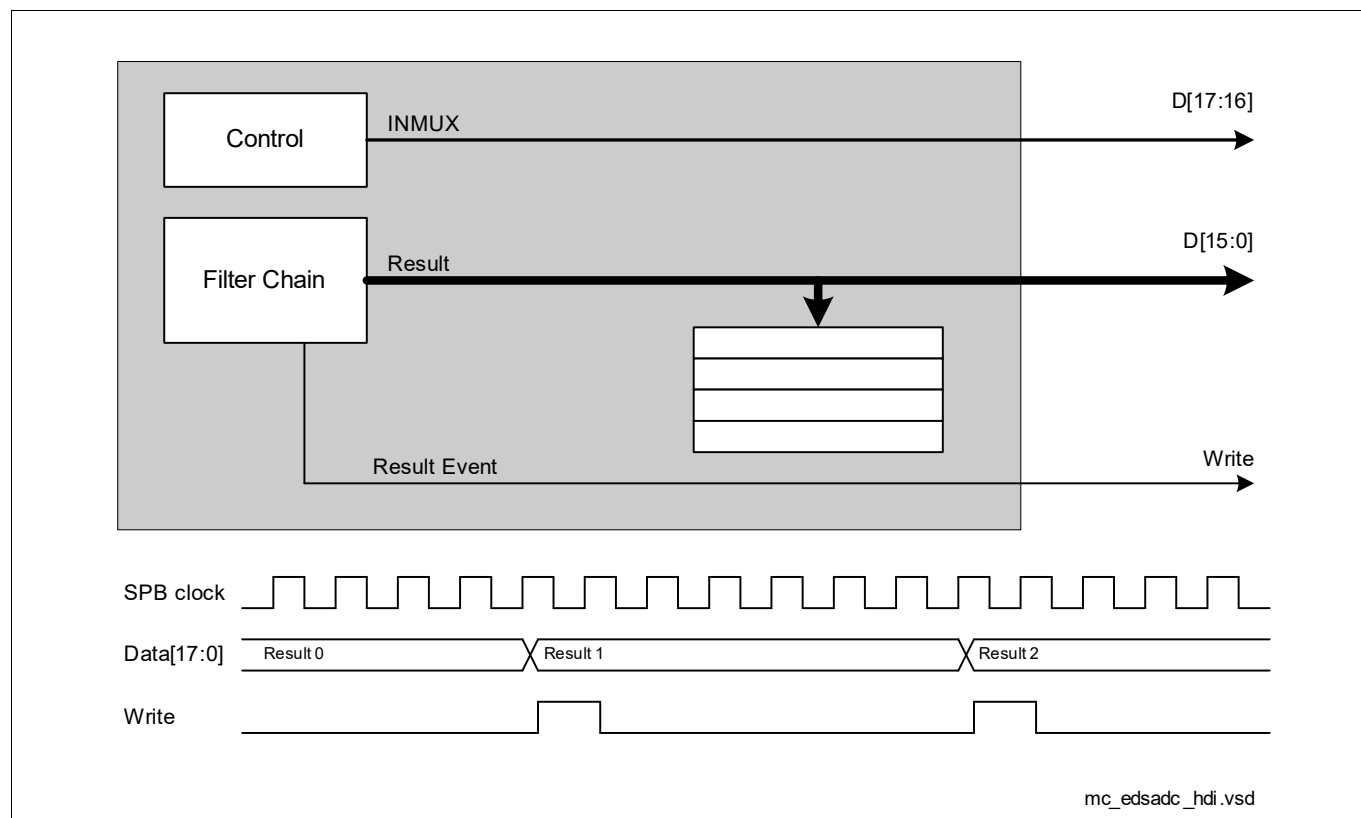 D[17:16]
INMUX
Control
D[15:0]
Result
Filter Chain
Result Event
Write
SPB clock
Data[17:0]
Result 0
Result 1
Result 2
Write
mc_edsadc_hdi.vsd